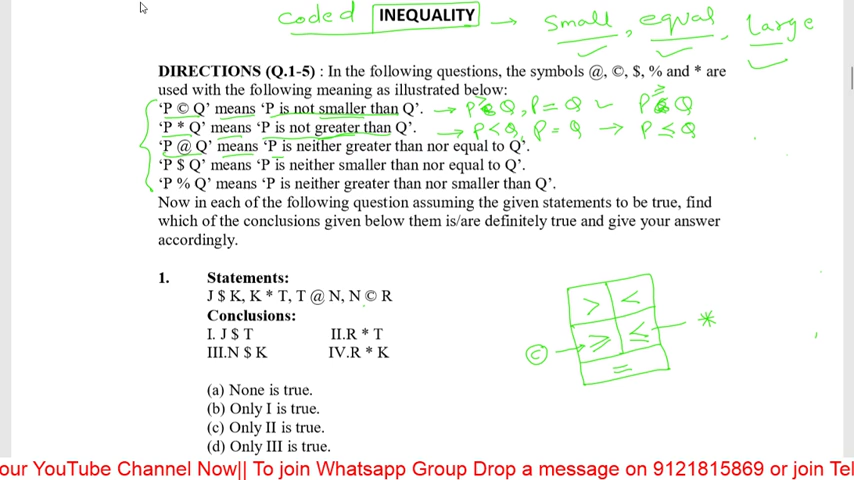 coded INEQUALITY → small, equal, large
DIRECTIONS (Q.1-5) : In the following questions, the symbols @, ©, $, % and * are
used with the following meaning as illustrated below:
‘P © Q’ means ‘P is not smaller than Q’. → P > Q, P = Q P ≥ Q
‘P * Q’ means ‘P is not greater than Q’. → P < Q, P = Q → P ≤ Q
‘P @ Q’ means ‘P is neither greater than nor equal to Q’.
‘P $ Q’ means ‘P is neither smaller than nor equal to Q’.
‘P % Q’ means ‘P is neither greater than nor smaller than Q’.
Now in each of the following question assuming the given statements to be true, find
which of the conclusions given below them is/are definitely true and give your answer
accordingly.
1. Statements:
J $ K, K * T, T @ N, N © R
Conclusions:
I. J $ T II.R * T
III.N $ K IV.R * K
> <
© → ≥ ≤ *
=
(a) None is true.
(b) Only I is true.
(c) Only II is true.
(d) Only III is true.
our YouTube Channel Now|| To join Whatsapp Group Drop a message on 9121815869 or join Tel